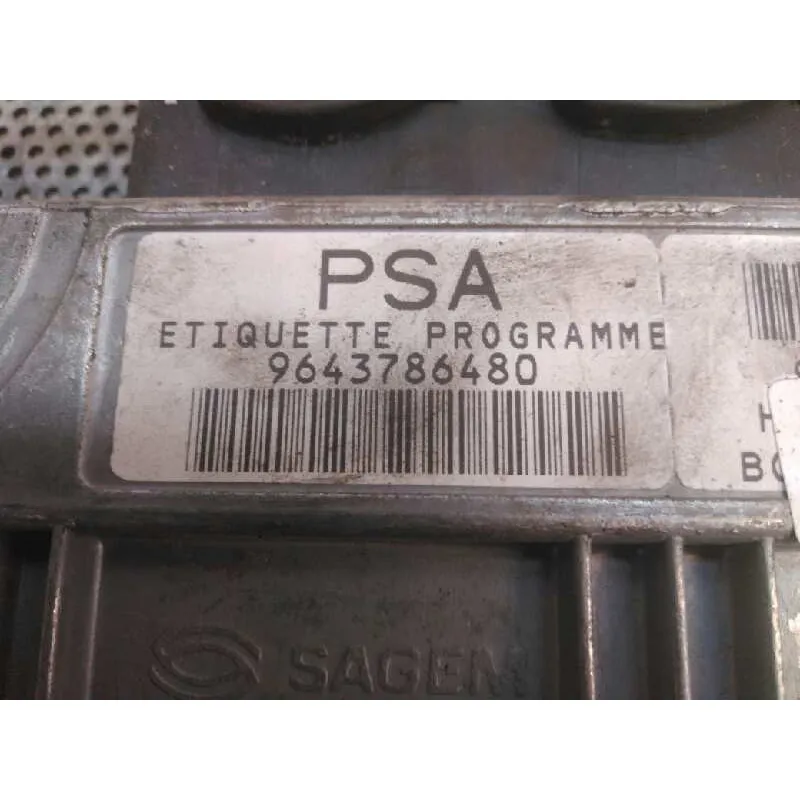 PSA
ETIQUETTE PROGRAMME
9643786480
SAGEM